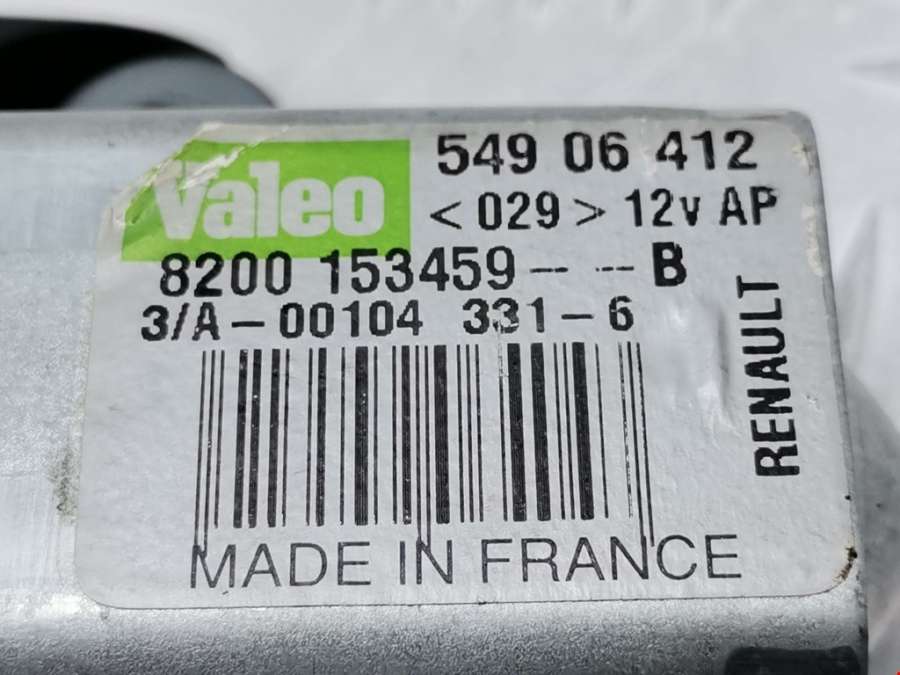 Valeo
549 06 412
<029> 12v AP
8200 153459-- --B
3/A-00104 331-6
RENAULT
MADE IN FRANCE